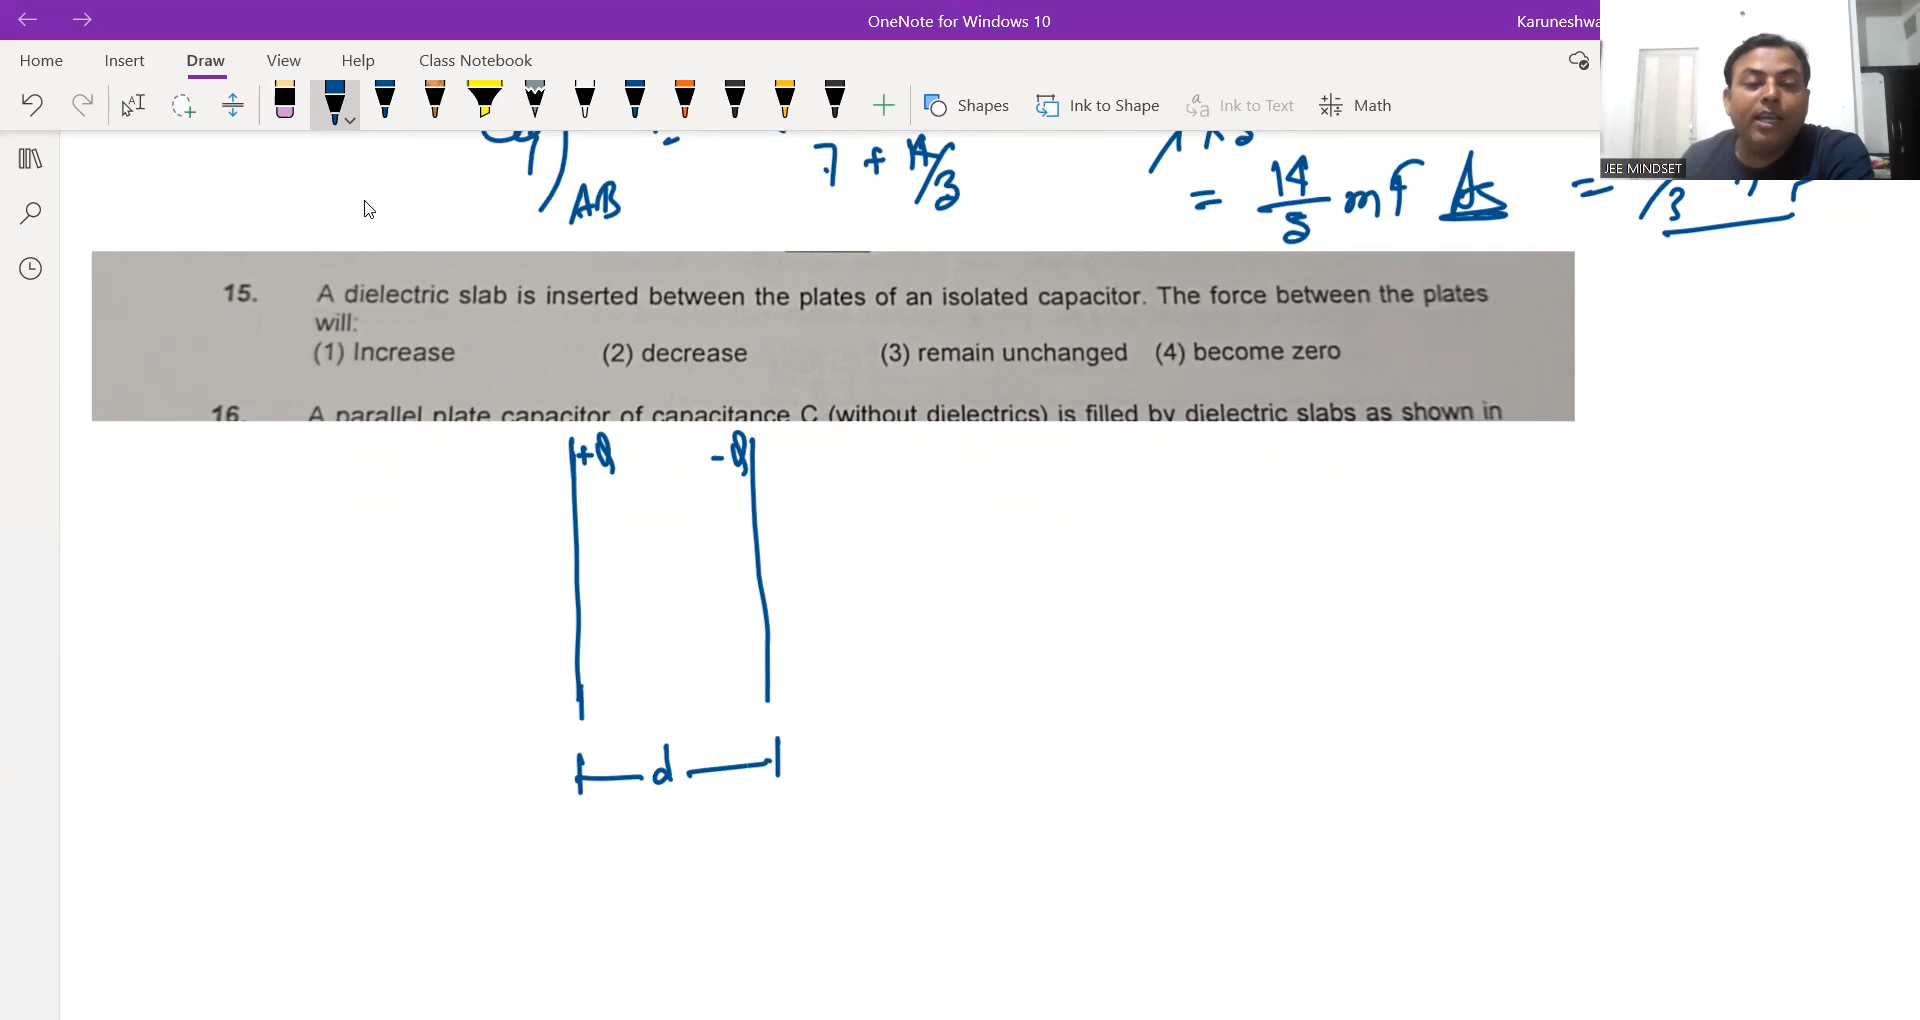 OneNote for Windows 10
Karuneshwa
Home Insert Draw View Help Class Notebook
Shapes Ink to Shape Ink to Text Math
JEE MINDSET
AB
7 + 14/3
= 14/5 mF Ans
=
15. A dielectric slab is inserted between the plates of an isolated capacitor. The force between the plates
will:
(1) Increase (2) decrease (3) remain unchanged (4) become zero
16. A parallel plate capacitor of capacitance C (without dielectrics) is filled by dielectric slabs as shown in
+Q -Q
d